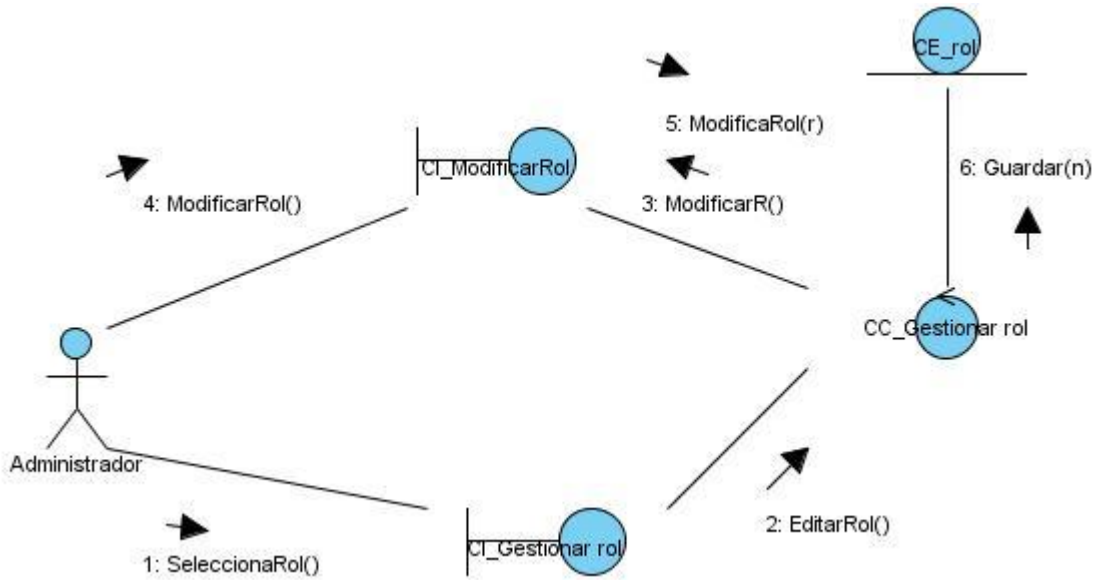 CE_rol
5: ModificaRol(r)
CI_ModificarRol
6: Guardar(n)
4: ModificarRol()
3: ModificarR()
CC_Gestionar rol
Administrador
2: EditarRol()
CI_Gestionar rol
1: SeleccionaRol()